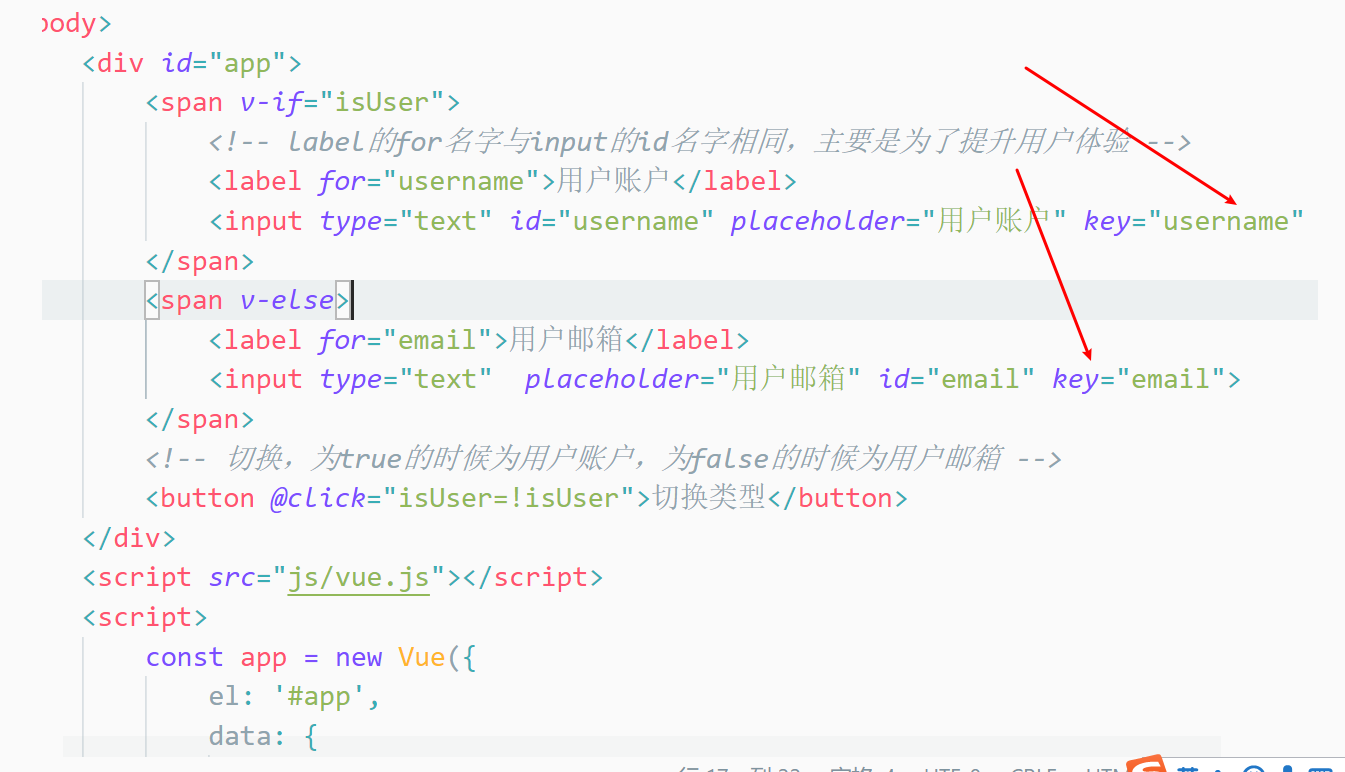 body>
<div id="app">
<span v-if="isUser">
<!-- label的for名字与input的id名字相同，主要是为了提升用户体验 -->
<label for="username">用户账户</label>
<input type="text" id="username" placeholder="用户账户" key="username"
</span>
<span v-else>
<label for="email">用户邮箱</label>
<input type="text"  placeholder="用户邮箱" id="email" key="email">
</span>
<!-- 切换，为true的时候为用户账户，为false的时候为用户邮箱 -->
<button @click="isUser=!isUser">切换类型</button>
</div>
<script src="js/vue.js"></script>
<script>
const app = new Vue({
el: '#app',
data: {